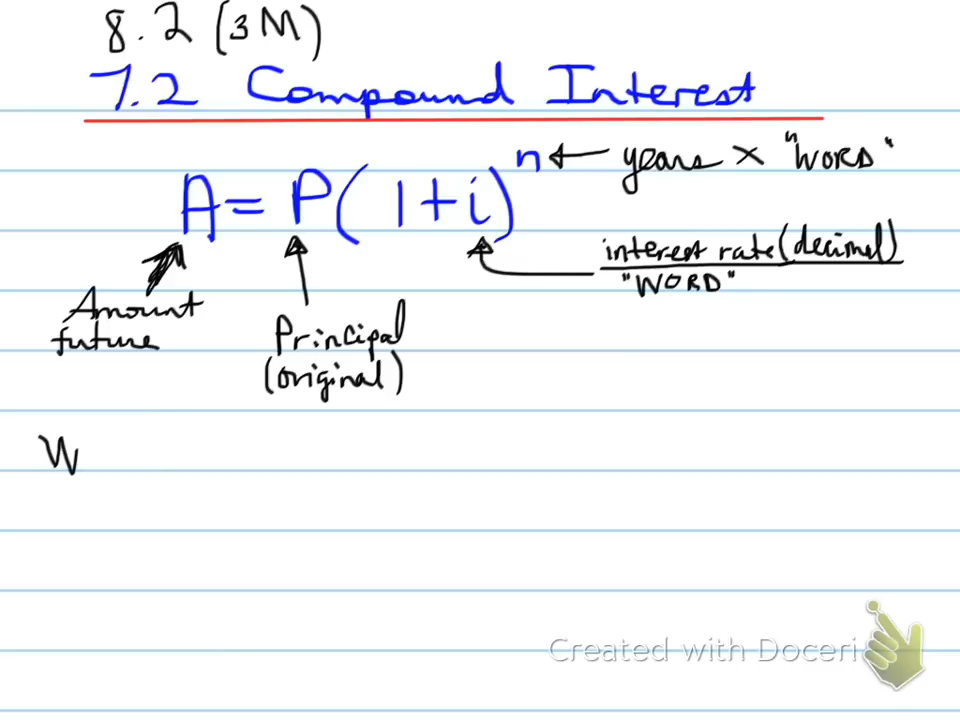 8.2 (3M)
7.2 Compound Interest
A = P(1+i)^n ← years × "WORD"
interest rate (decimal)
"WORD"
Amount
future
Principal
(original)
W
Created with Doceri